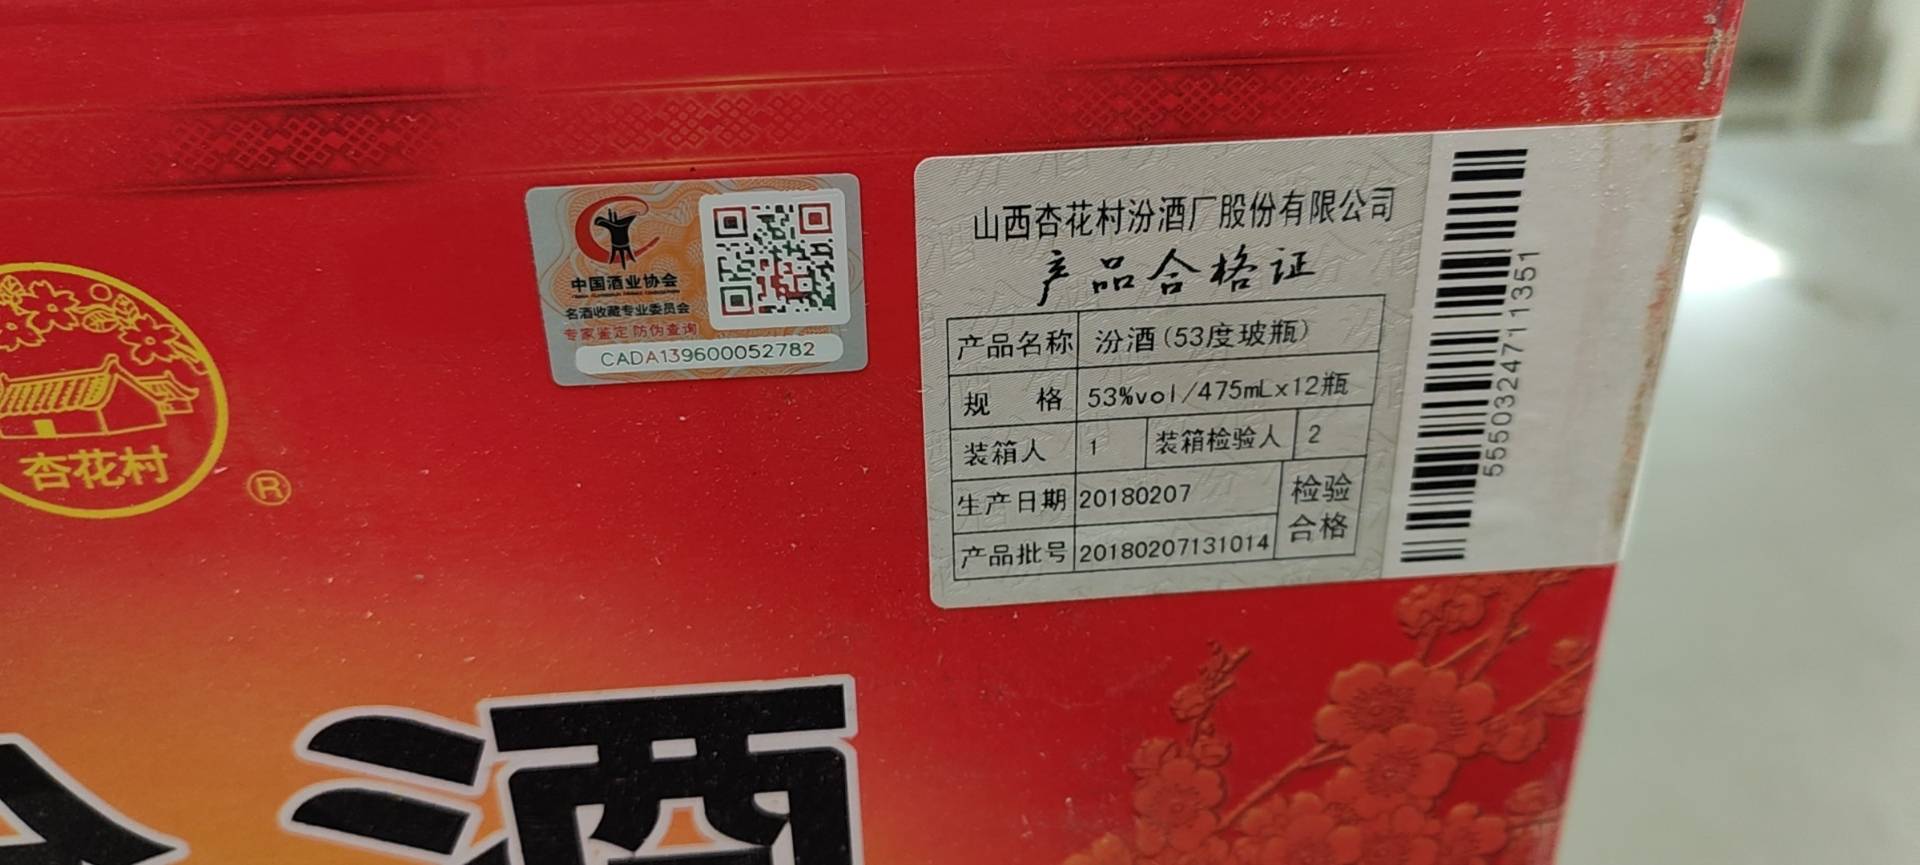 杏花村
®
中国酒业协会
名酒收藏专业委员会
专家鉴定 防伪查询
CADA139600052782
山西杏花村汾酒厂股份有限公司
产品合格证
产品名称 汾酒(53度玻瓶)
规 格 53%vol/475mL×12瓶
装箱人 1 装箱检验人 2
生产日期 20180207 检验
产品批号 20180207131014 合格
5550324711351
酒